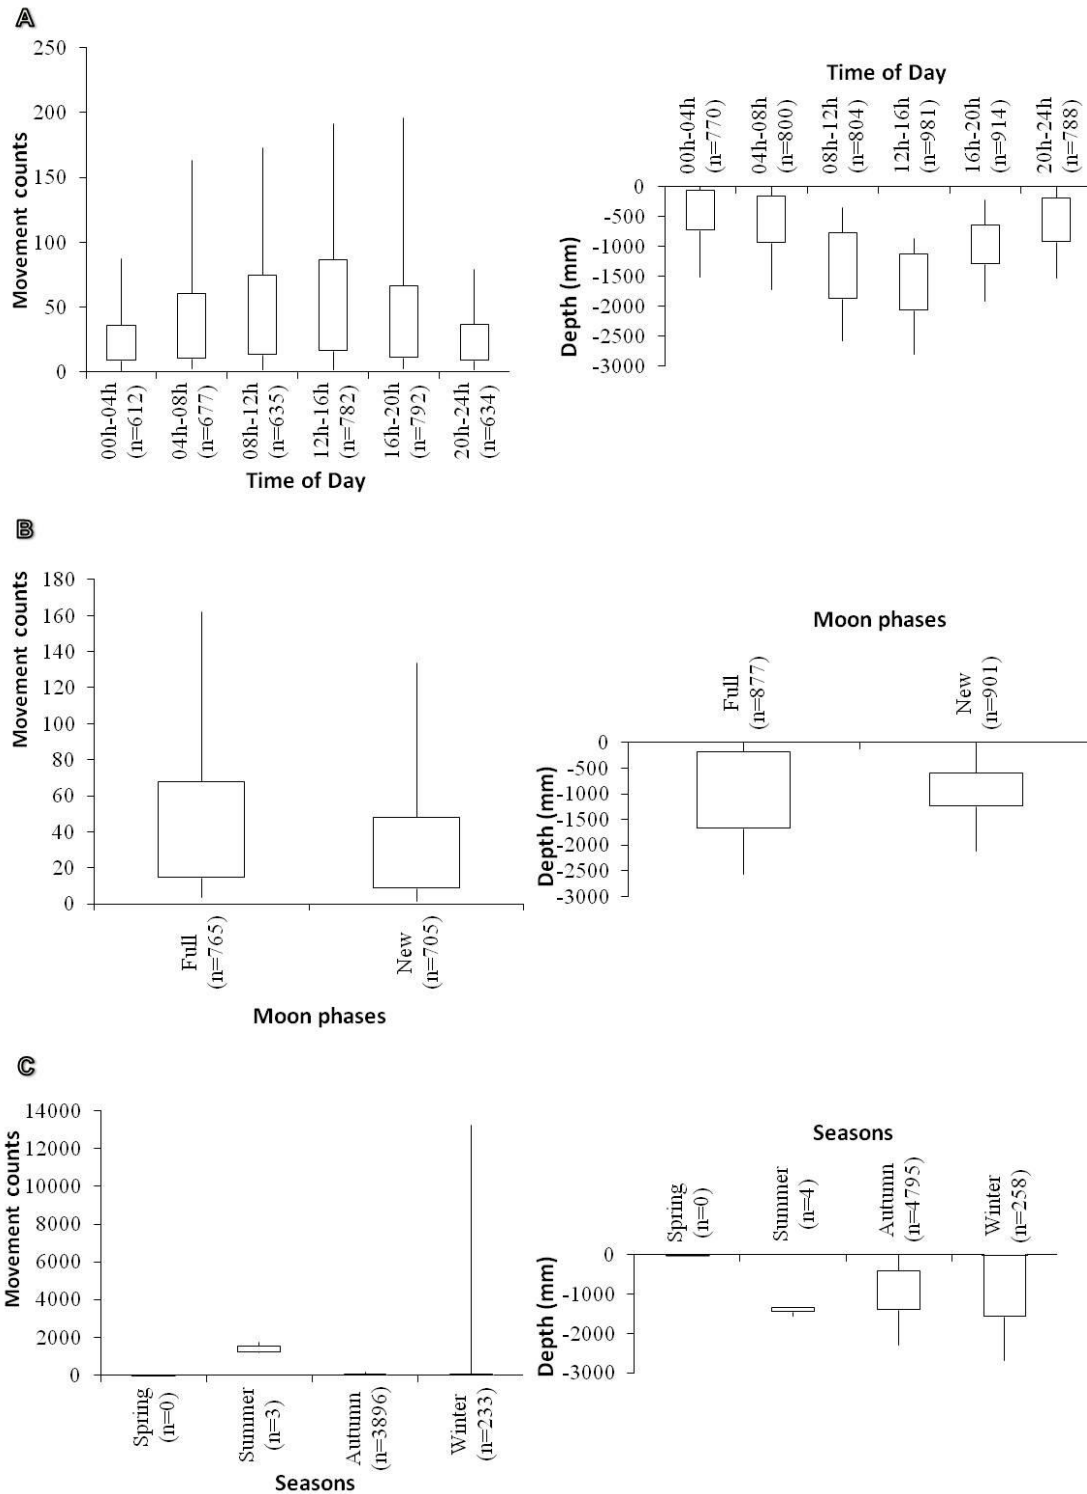 A
Movement counts
250
200
150
100
50
0
00h-04h
(n=612)
04h-08h
(n=677)
08h-12h
(n=635)
12h-16h
(n=782)
16h-20h
(n=792)
20h-24h
(n=634)
Time of Day
Time of Day
00h-04h
(n=770)
04h-08h
(n=800)
08h-12h
(n=804)
12h-16h
(n=981)
16h-20h
(n=914)
20h-24h
(n=788)
Depth (mm)
0
-500
-1000
-1500
-2000
-2500
-3000
B
Movement counts
180
160
140
120
100
80
60
40
20
0
Full
(n=765)
New
(n=705)
Moon phases
Moon phases
Full
(n=877)
New
(n=901)
Depth (mm)
0
-500
-1000
-1500
-2000
-2500
-3000
C
Movement counts
14000
12000
10000
8000
6000
4000
2000
0
Spring
(n=0)
Summer
(n=3)
Autumn
(n=3896)
Winter
(n=233)
Seasons
Seasons
Spring
(n=0)
Summer
(n=4)
Autumn
(n=4795)
Winter
(n=258)
Depth (mm)
0
-1000
-2000
-3000